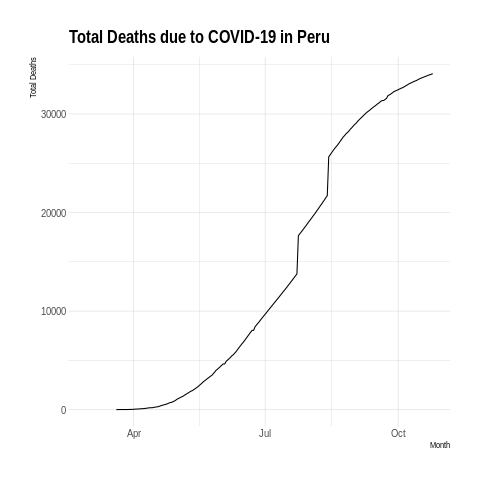 Total Deaths due to COVID-19 in Peru
Total Deaths
30000
20000
10000
0
Apr
Jul
Oct
Month